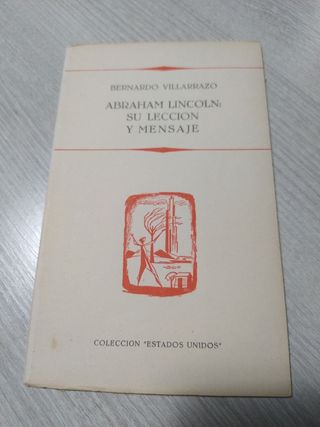 BERNARDO VILLARRAZO
ABRAHAM LINCOLN:
SU LECCION
Y MENSAJE
COLECCION "ESTADOS UNIDOS"